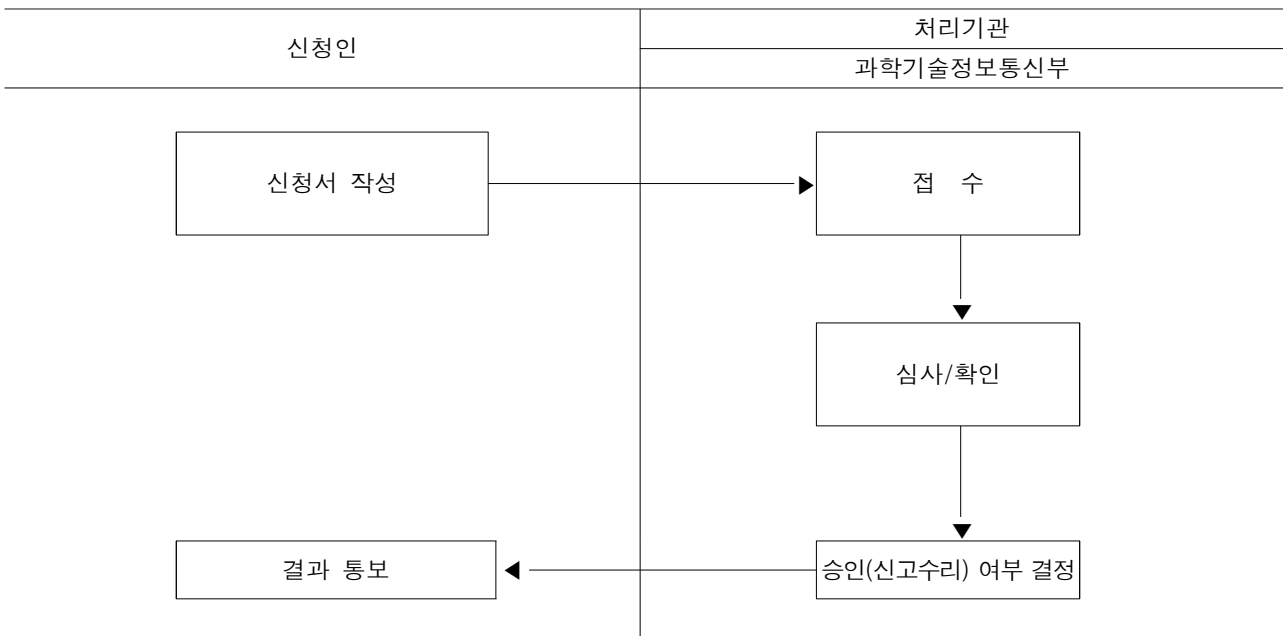 신청인
처리기관
과학기술정보통신부
신청서 작성
접 수
심사/확인
승인(신고수리) 여부 결정
결과 통보